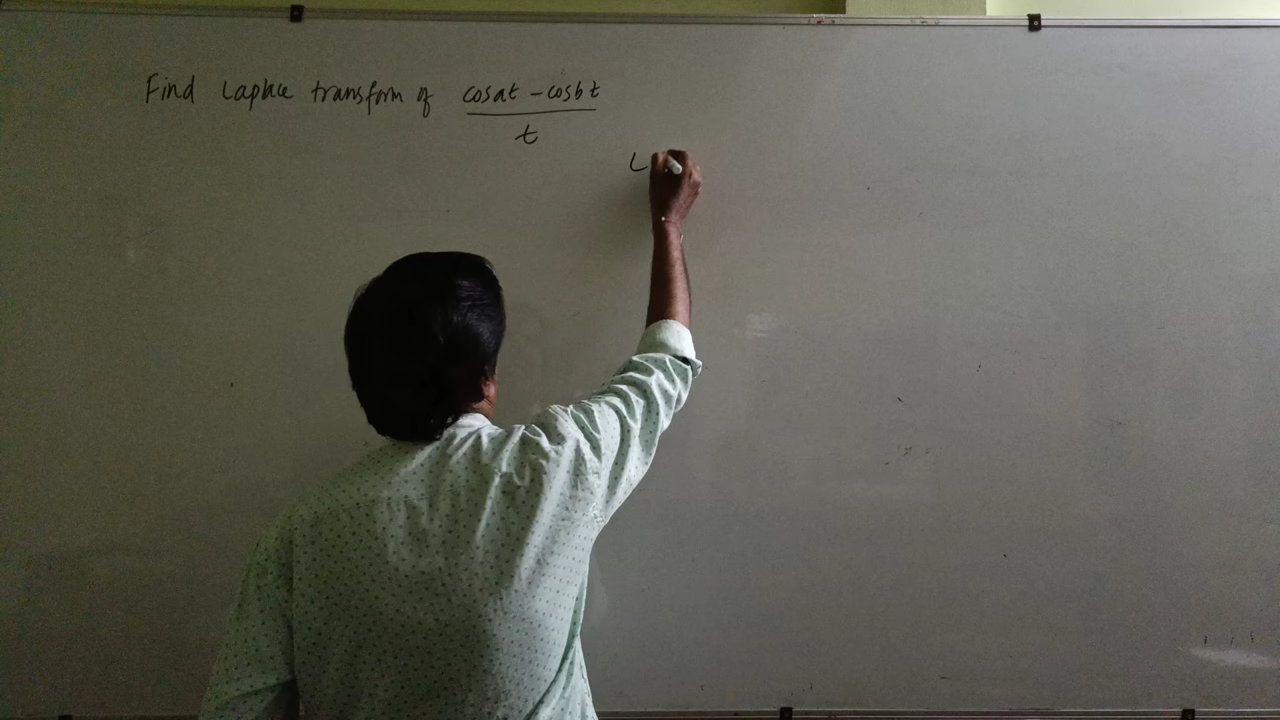 Find Laplace transform of cosat - cosbt
t
L